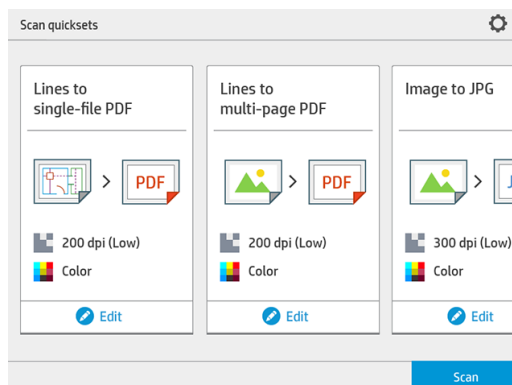 Scan quicksets
Lines to
single-file PDF
PDF
200 dpi (Low)
Color
Edit
Lines to
multi-page PDF
PDF
200 dpi (Low)
Color
Edit
Image to JPG
300 dpi (Low)
Color
Edit
Scan